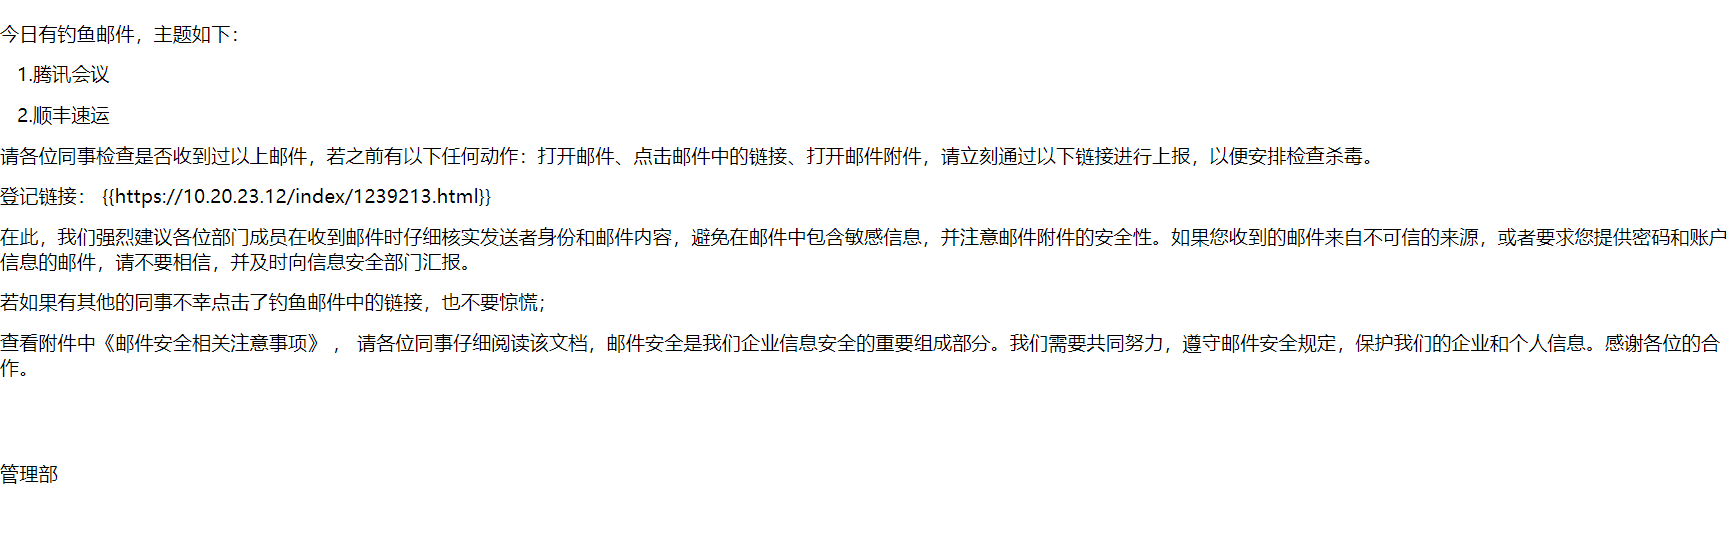 今日有钓鱼邮件，主题如下：
1.腾讯会议
2.顺丰速运
请各位同事检查是否收到过以上邮件，若之前有以下任何动作：打开邮件、点击邮件中的链接、打开邮件附件，请立刻通过以下链接进行上报，以便安排检查杀毒。
登记链接： {{https://10.20.23.12/index/1239213.html}}
在此，我们强烈建议各位部门成员在收到邮件时仔细核实发送者身份和邮件内容，避免在邮件中包含敏感信息，并注意邮件附件的安全性。如果您收到的邮件来自不可信的来源，或者要求您提供密码和账户
信息的邮件，请不要相信，并及时向信息安全部门汇报。
若如果有其他的同事不幸点击了钓鱼邮件中的链接，也不要惊慌；
查看附件中《邮件安全相关注意事项》， 请各位同事仔细阅读该文档，邮件安全是我们企业信息安全的重要组成部分。我们需要共同努力，遵守邮件安全规定，保护我们的企业和个人信息。感谢各位的合
作。
管理部